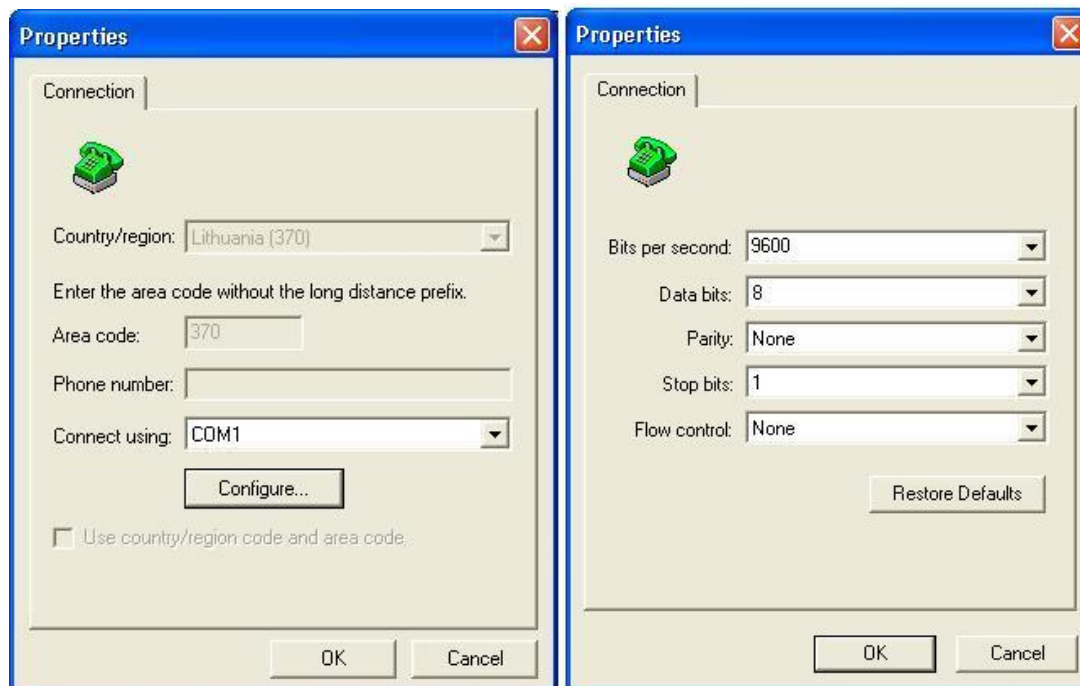 Properties
Connection
Country/region: Lithuania (370)
Enter the area code without the long distance prefix.
Area code: 370
Phone number:
Connect using: COM1
Configure...
Use country/region code and area code
OK Cancel
Properties
Connection
Bits per second: 9600
Data bits: 8
Parity: None
Stop bits: 1
Flow control: None
Restore Defaults
OK Cancel